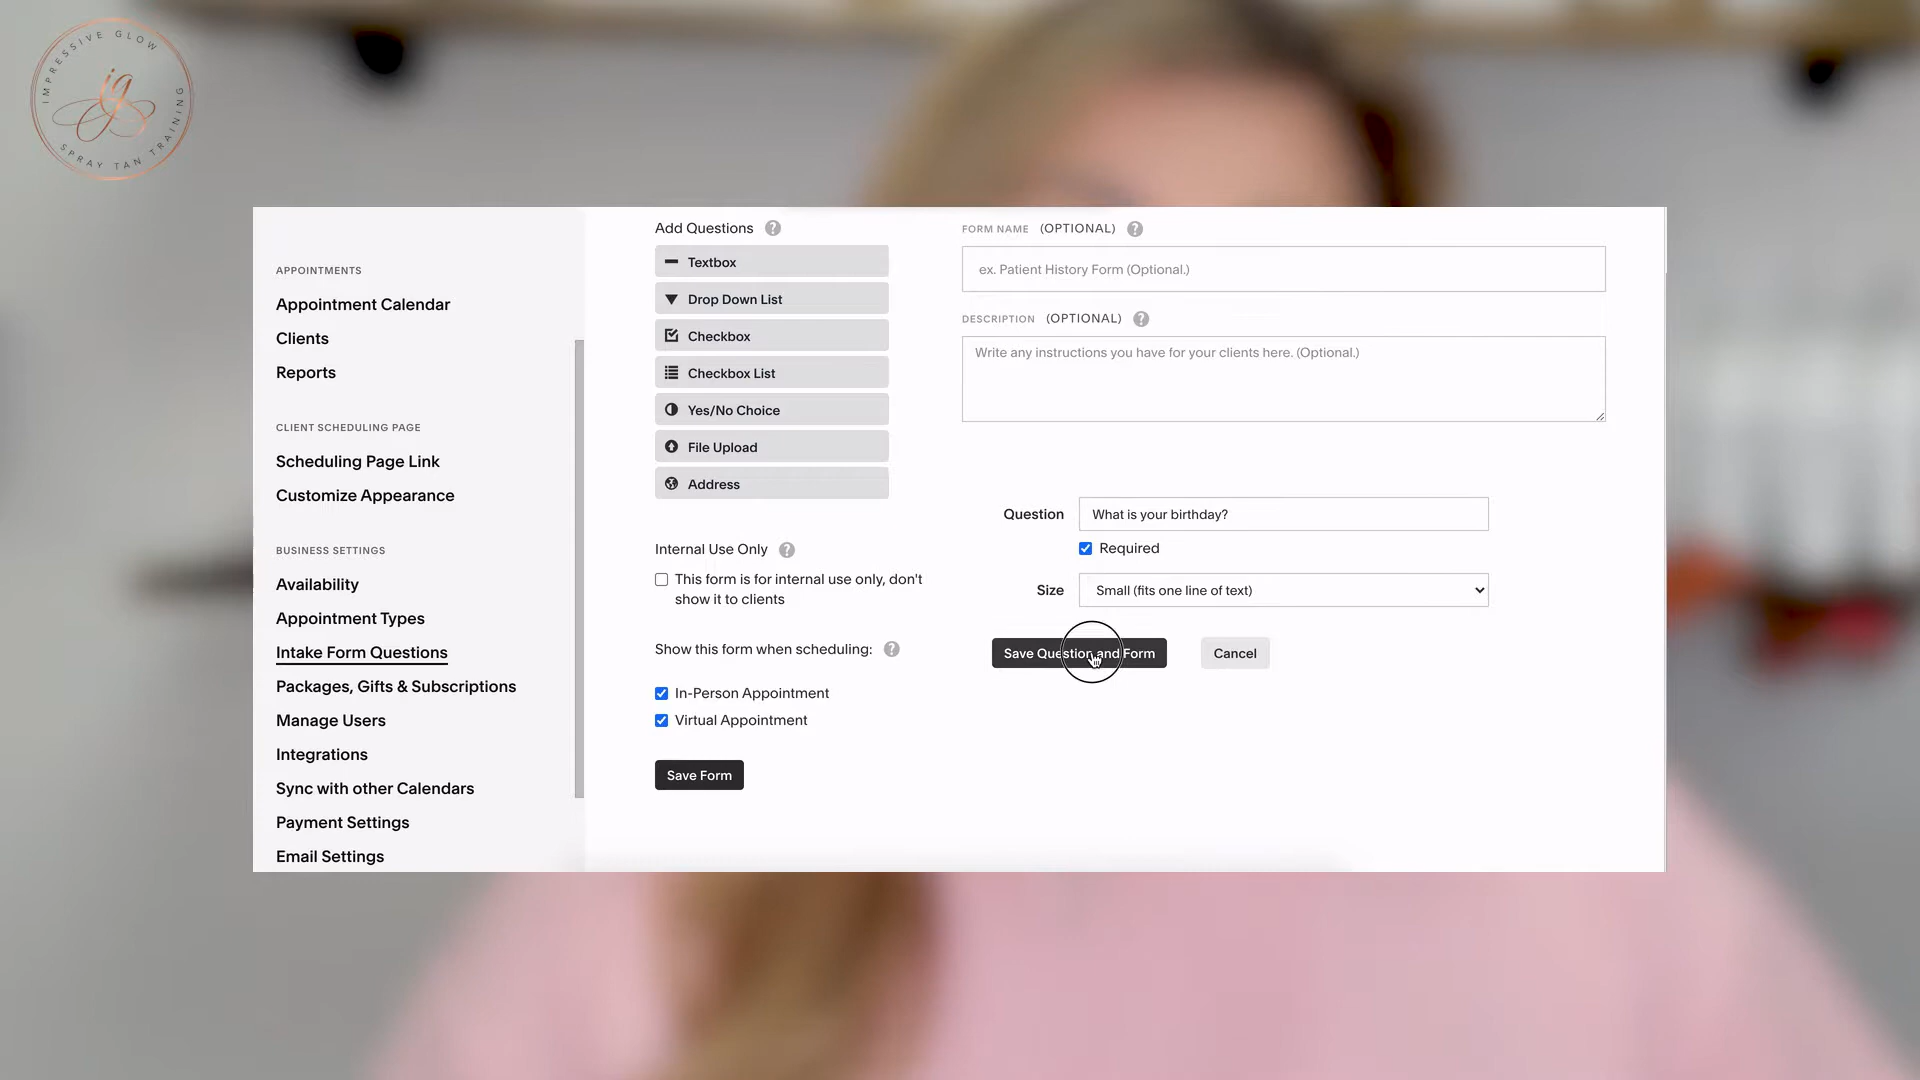 IMPRESSIVE GLOW
ig
SPRAY TAN TRAINING
APPOINTMENTS
Appointment Calendar
Clients
Reports
CLIENT SCHEDULING PAGE
Scheduling Page Link
Customize Appearance
BUSINESS SETTINGS
Availability
Appointment Types
Intake Form Questions
Packages, Gifts & Subscriptions
Manage Users
Integrations
Sync with other Calendars
Payment Settings
Email Settings
Add Questions ?
Textbox
Drop Down List
Checkbox
Checkbox List
Yes/No Choice
File Upload
Address
Internal Use Only ?
This form is for internal use only, don't
show it to clients
Show this form when scheduling: ?
In-Person Appointment
Virtual Appointment
Save Form
FORM NAME (OPTIONAL) ?
ex. Patient History Form (Optional.)
DESCRIPTION (OPTIONAL) ?
Write any instructions you have for your clients here. (Optional.)
Question What is your birthday?
Required
Size Small (fits one line of text)
Save Question and Form Cancel